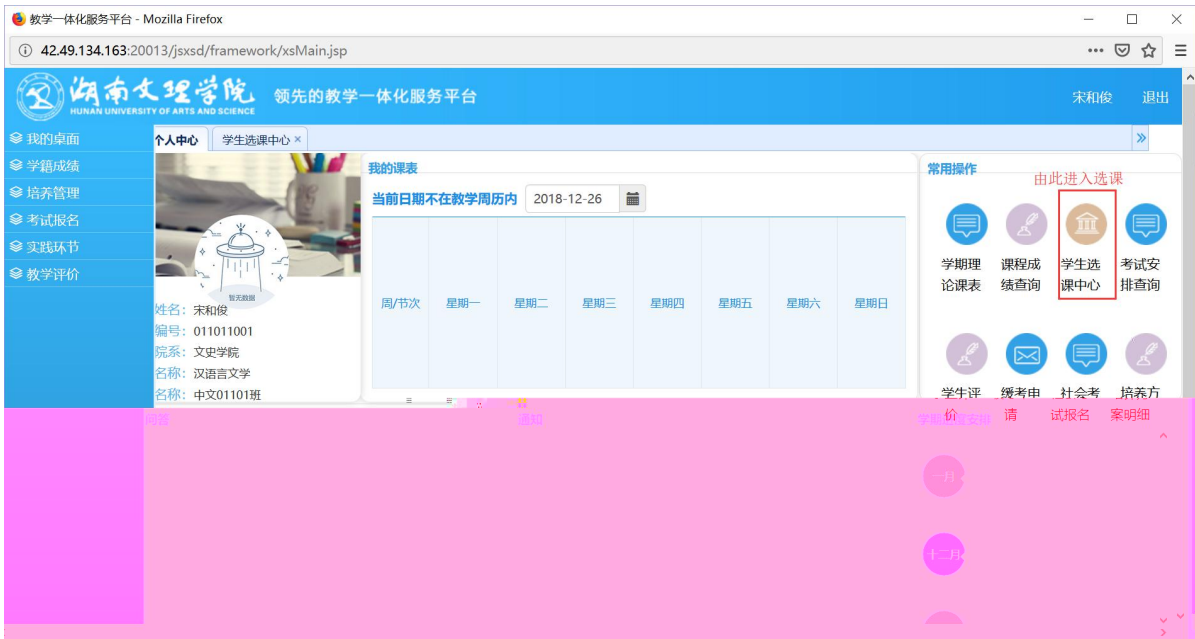 教学一体化服务平台 - Mozilla Firefox
42.49.134.163:20013/jsxsd/framework/xsMain.jsp
湖南文理学院
HUNAN UNIVERSITY OF ARTS AND SCIENCE
领先的教学一体化服务平台
宋和俊 退出
我的桌面
学籍成绩
培养管理
考试报名
实践环节
教学评价
个人中心 学生选课中心 ×
暂无数据
姓名：宋和俊
编号：011011001
院系：文史学院
名称：汉语言文学
名称：中文01101班
我的课表
当前日期不在教学周历内 2018-12-26
周/节次 星期一 星期二 星期三 星期四 星期五 星期六 星期日
常用操作
由此进入选课
学期理论课表
课程成绩查询
学生选课中心
考试安排查询
学生评价
缓考申请
社会考试报名
培养方案明细
问答
通知
一月
十二月